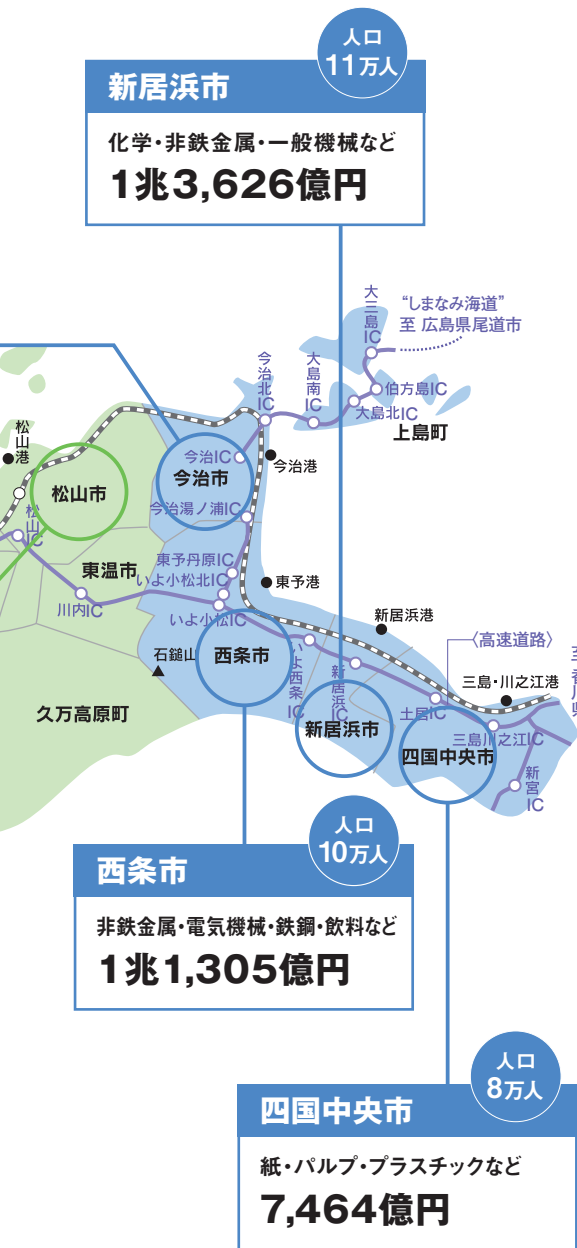 人口
11万人
新居浜市
化学・非鉄金属・一般機械など
1兆3,626億円
大三島IC
“しまなみ海道”
至 広島県尾道市
今治北IC
大島南IC
伯方島IC
大島北IC
上島町
松山港
今治IC
今治港
今治市
松山市
今治湯ノ浦IC
松山IC
東予丹原IC
東温市
いよ小松北IC
東予港
川内IC
いよ小松IC
新居浜港
〈高速道路〉
石鎚山
西条市
いよ西条IC
新居浜IC
三島・川之江港
久万高原町
土居IC
新居浜市
三島川之江IC
四国中央市
新宮IC
人口
10万人
西条市
非鉄金属・電気機械・鉄鋼・飲料など
1兆1,305億円
人口
8万人
四国中央市
紙・パルプ・プラスチックなど
7,464億円